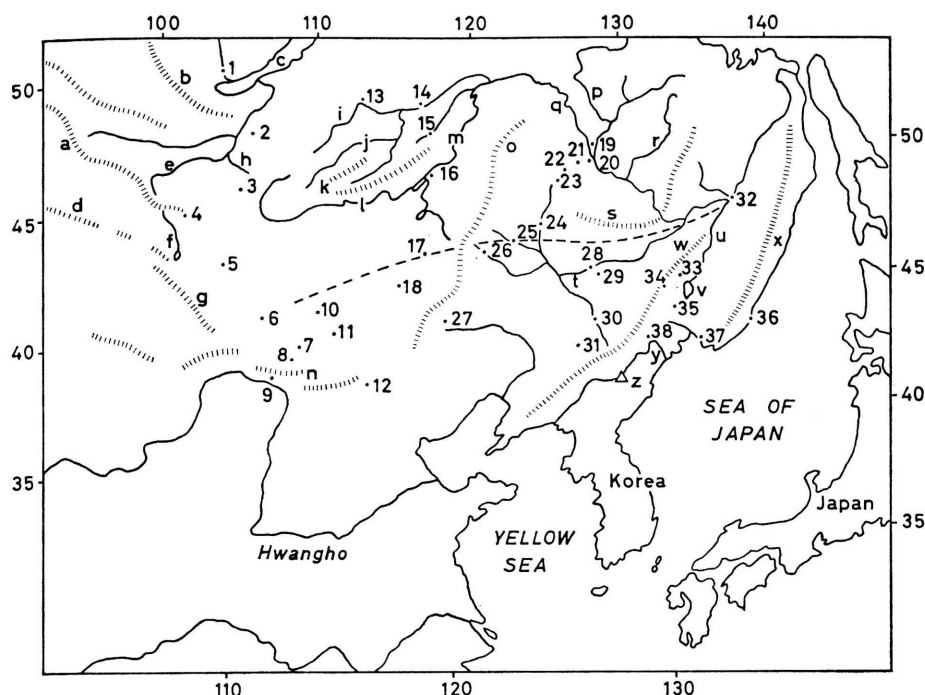 100
110
120
130
140
50
45
40
35
50
45
40
35
110
120
130
1
c
b
2
a
e
h
3
d
4
f
5
g
6
7
8
9
10
11
n
12
i
13
14
j
15
k
m
l
16
17
18
27
o
q
p
19
21
20
22
r
23
24
s
25
26
28
29
t
w
u
32
33
34
v
35
x
36
30
31
38
37
y
z
SEA OF
JAPAN
Korea
Japan
YELLOW
SEA
Hwangho